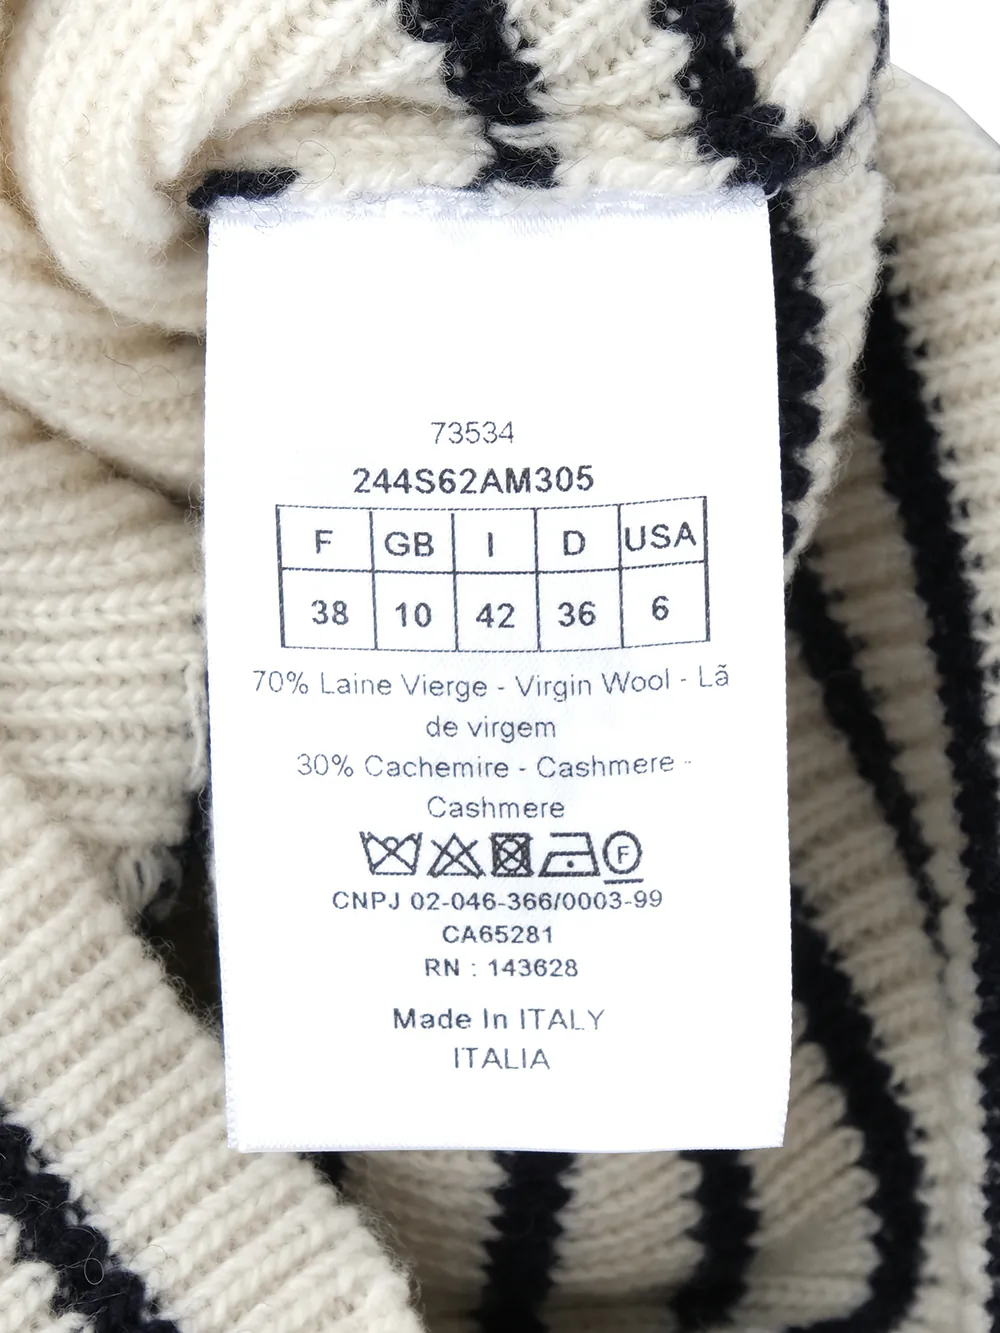 73534
244S62AM305
F GB I D USA
38 10 42 36 6
70% Laine Vierge - Virgin Wool - Lã
de virgem
30% Cachemire - Cashmere -
Cashmere
F
CNPJ 02-046-366/0003-99
CA65281
RN : 143628
Made In ITALY
ITALIA